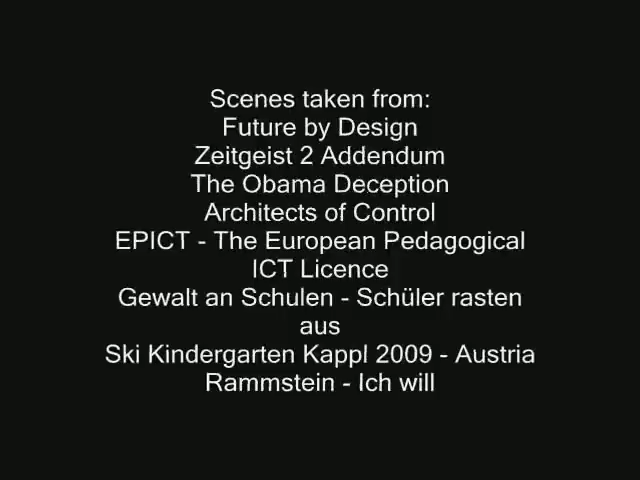 Scenes taken from:
Future by Design
Zeitgeist 2 Addendum
The Obama Deception
Architects of Control
EPICT - The European Pedagogical
ICT Licence
Gewalt an Schulen - Schüler rasten
aus
Ski Kindergarten Kappl 2009 - Austria
Rammstein - Ich will